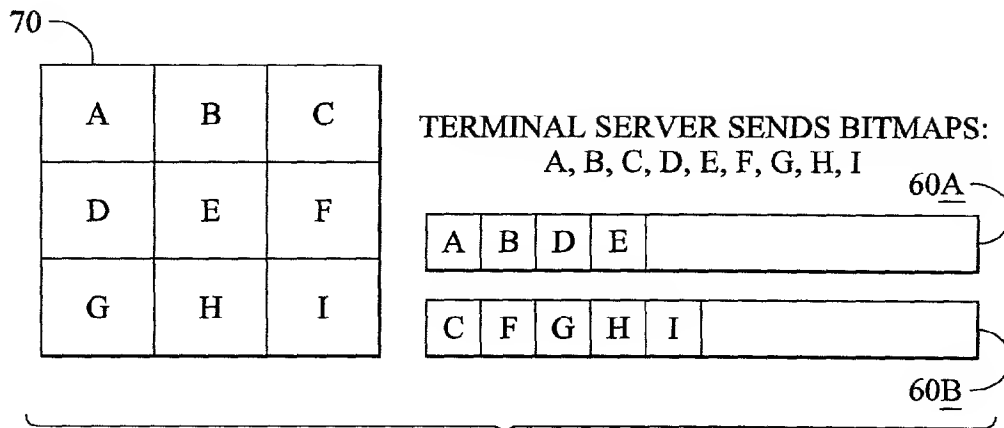 70
A B C
D E F
G H I
TERMINAL SERVER SENDS BITMAPS:
A, B, C, D, E, F, G, H, I
60A
A B D E
C F G H I
60B